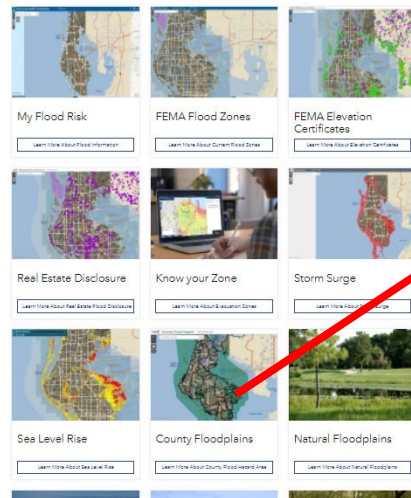 My Flood Risk
FEMA Flood Zones
FEMA Elevation
Certificates
Learn More About Flood Information
Learn More About Current Flood Zones
Learn More About Elevation Certificates
Real Estate Disclosure
Know your Zone
Storm Surge
Learn More About Real Estate Flood Disclosure
Learn More About Evacuation Zones
Learn More About Surge
Sea Level Rise
County Floodplains
Natural Floodplains
Learn More About Sea Level Rise
Learn More About County Flood Hazard Area
Learn More About Natural Floodplains